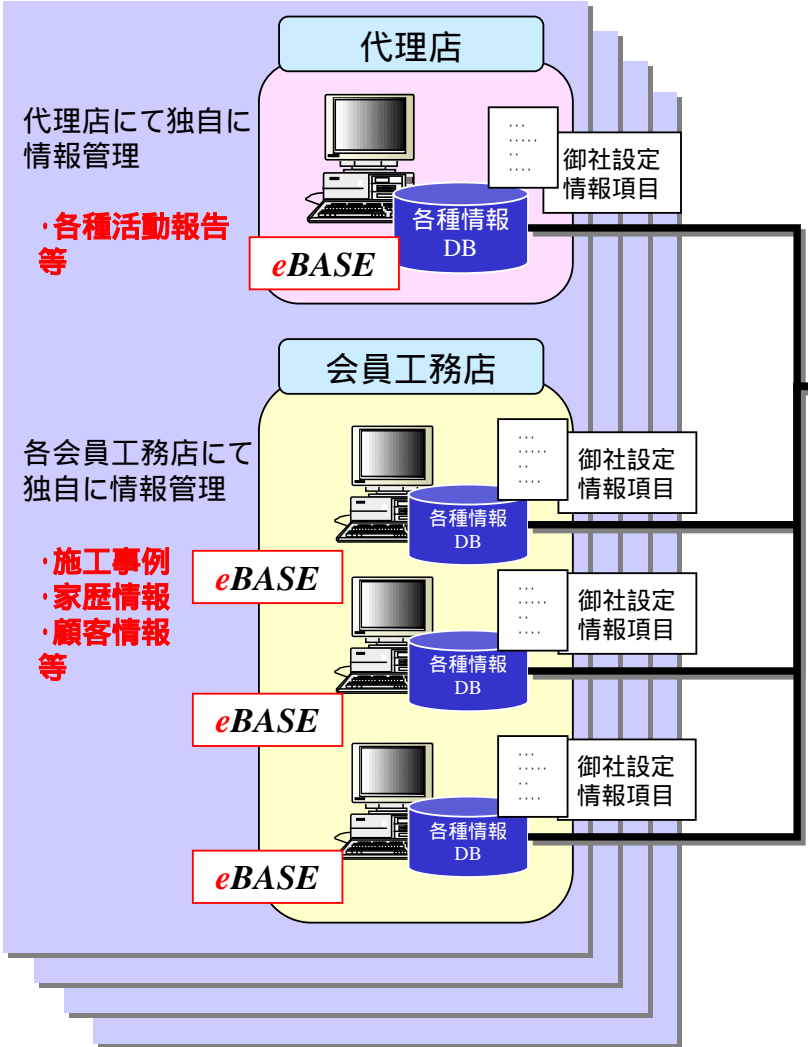 代理店
代理店にて独自に
情報管理
・各種活動報告
等
御社設定
情報項目
各種情報
DB
eBASE
会員工務店
各会員工務店にて
独自に情報管理
・施工事例
・家歴情報
・顧客情報
等
御社設定
情報項目
各種情報
DB
eBASE
御社設定
情報項目
各種情報
DB
eBASE
御社設定
情報項目
各種情報
DB
eBASE